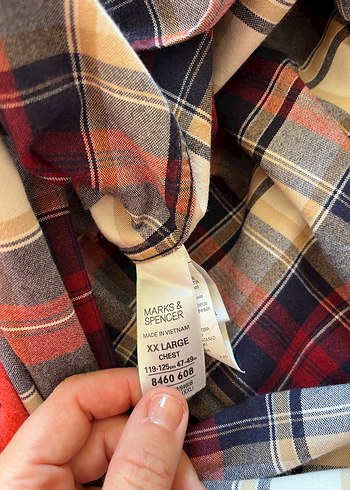 MARKS &
SPENCER
MADE IN VIETNAM
XX LARGE
CHEST
119-125cm 47-49in
8460 608